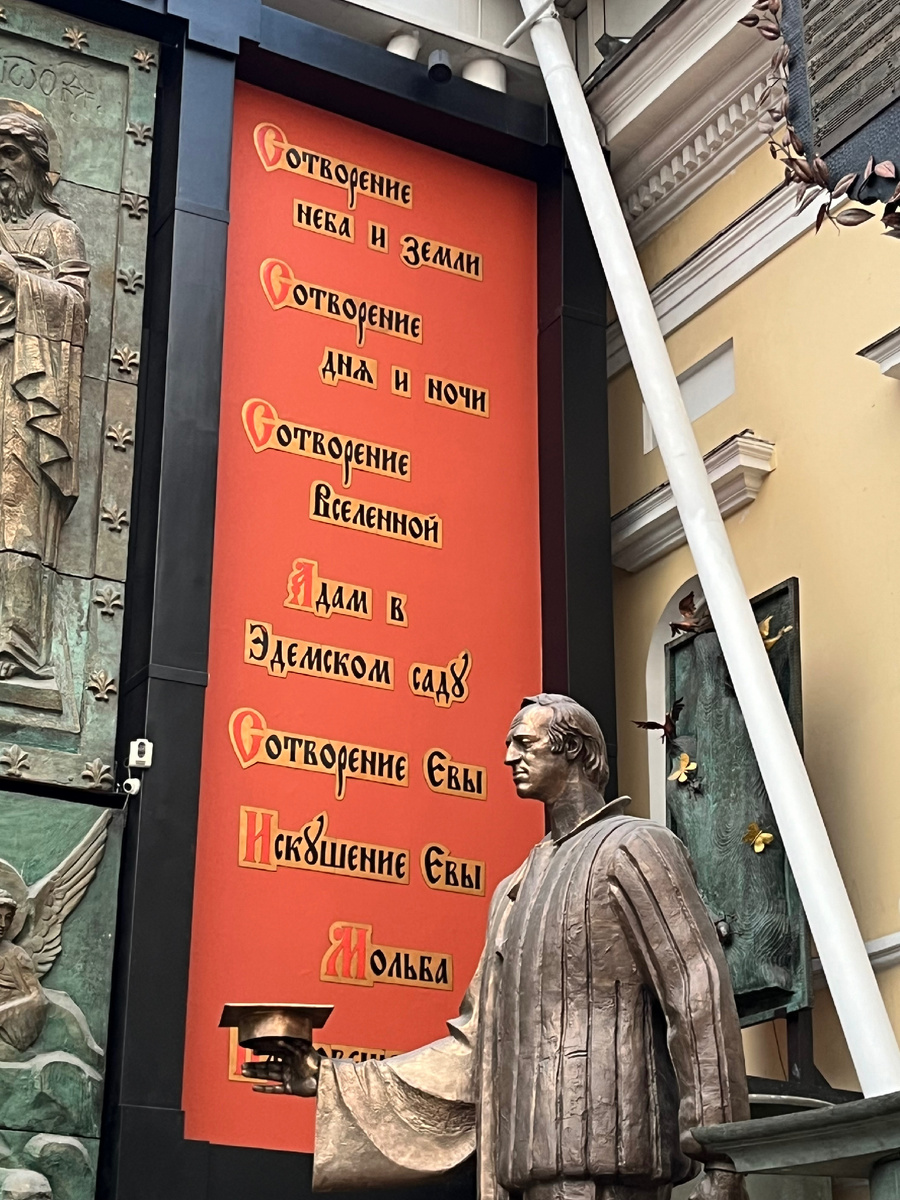 Сотворение
неба и земли
Сотворение
дня и ночи
Сотворение
Вселенной
Адам в
Эдемском саду
Сотворение Евы
Искушение Евы
Мольба